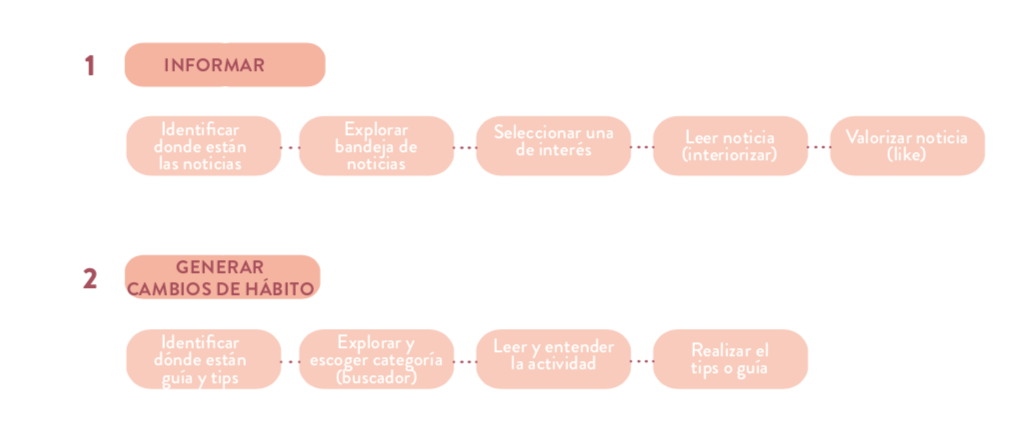 1
INFORMAR
Identificar
donde están
las noticias
Explorar
bandeja de
noticias
Seleccionar una
de interés
Leer noticia
(interiorizar)
Valorizar noticia
(like)
2
GENERAR
CAMBIOS DE HÁBITO
Identificar
dónde están
guía y tips
Explorar y
escoger categoría
(buscador)
Leer y entender
la actividad
Realizar el
tips o guía